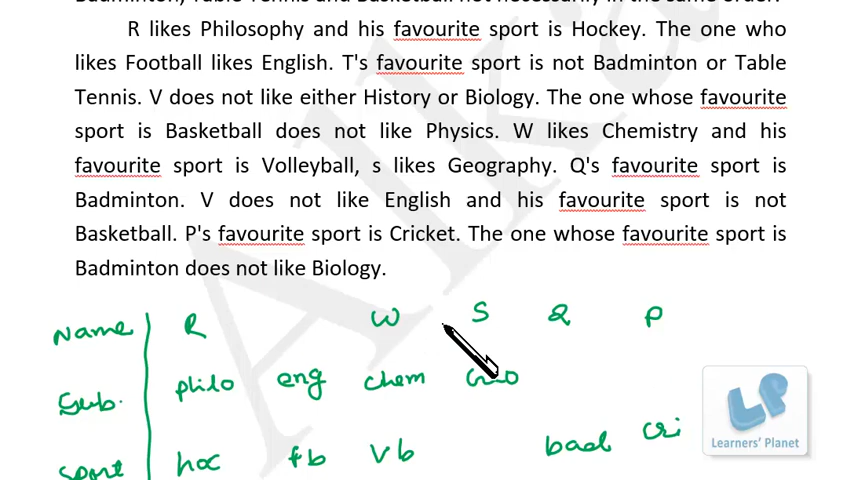 Badminton, Table Tennis and Basketball not necessarily in the same order.
R likes Philosophy and his favourite sport is Hockey. The one who
likes Football likes English. T's favourite sport is not Badminton or Table
Tennis. V does not like either History or Biology. The one whose favourite
sport is Basketball does not like Physics. W likes Chemistry and his
favourite sport is Volleyball, s likes Geography. Q's favourite sport is
Badminton. V does not like English and his favourite sport is not
Basketball. P's favourite sport is Cricket. The one whose favourite sport is
Badminton does not like Biology.
Name R W S Q P
Sub. philo eng chem
sport hoc fb Vb bad cri
LP
Learners' Planet